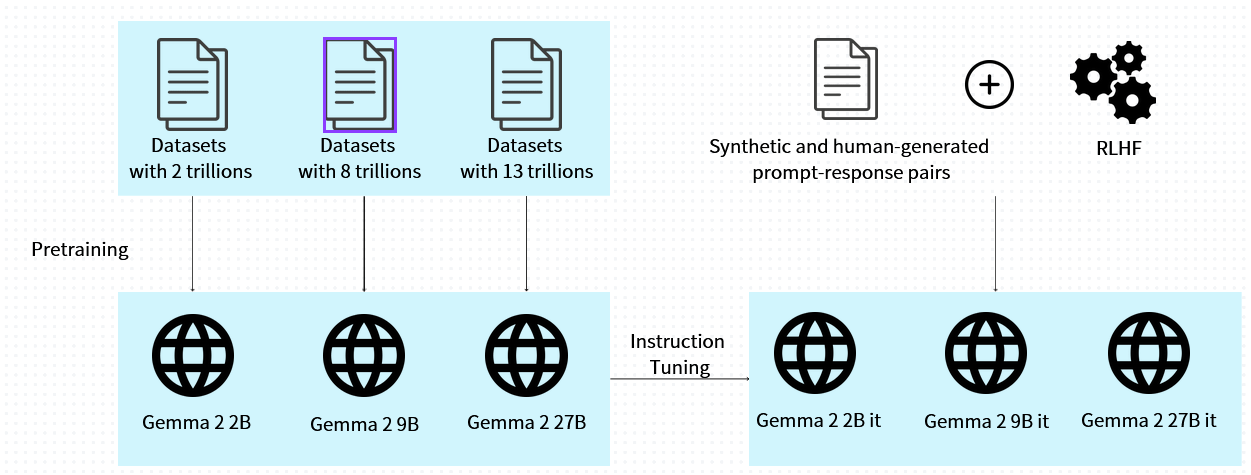 Datasets
with 2 trillions
Datasets
with 8 trillions
Datasets
with 13 trillions
Synthetic and human-generated
prompt-response pairs
RLHF
Pretraining
Instruction
Tuning
Gemma 2 2B
Gemma 2 9B
Gemma 2 27B
Gemma 2 2B it
Gemma 2 9B it
Gemma 2 27B it